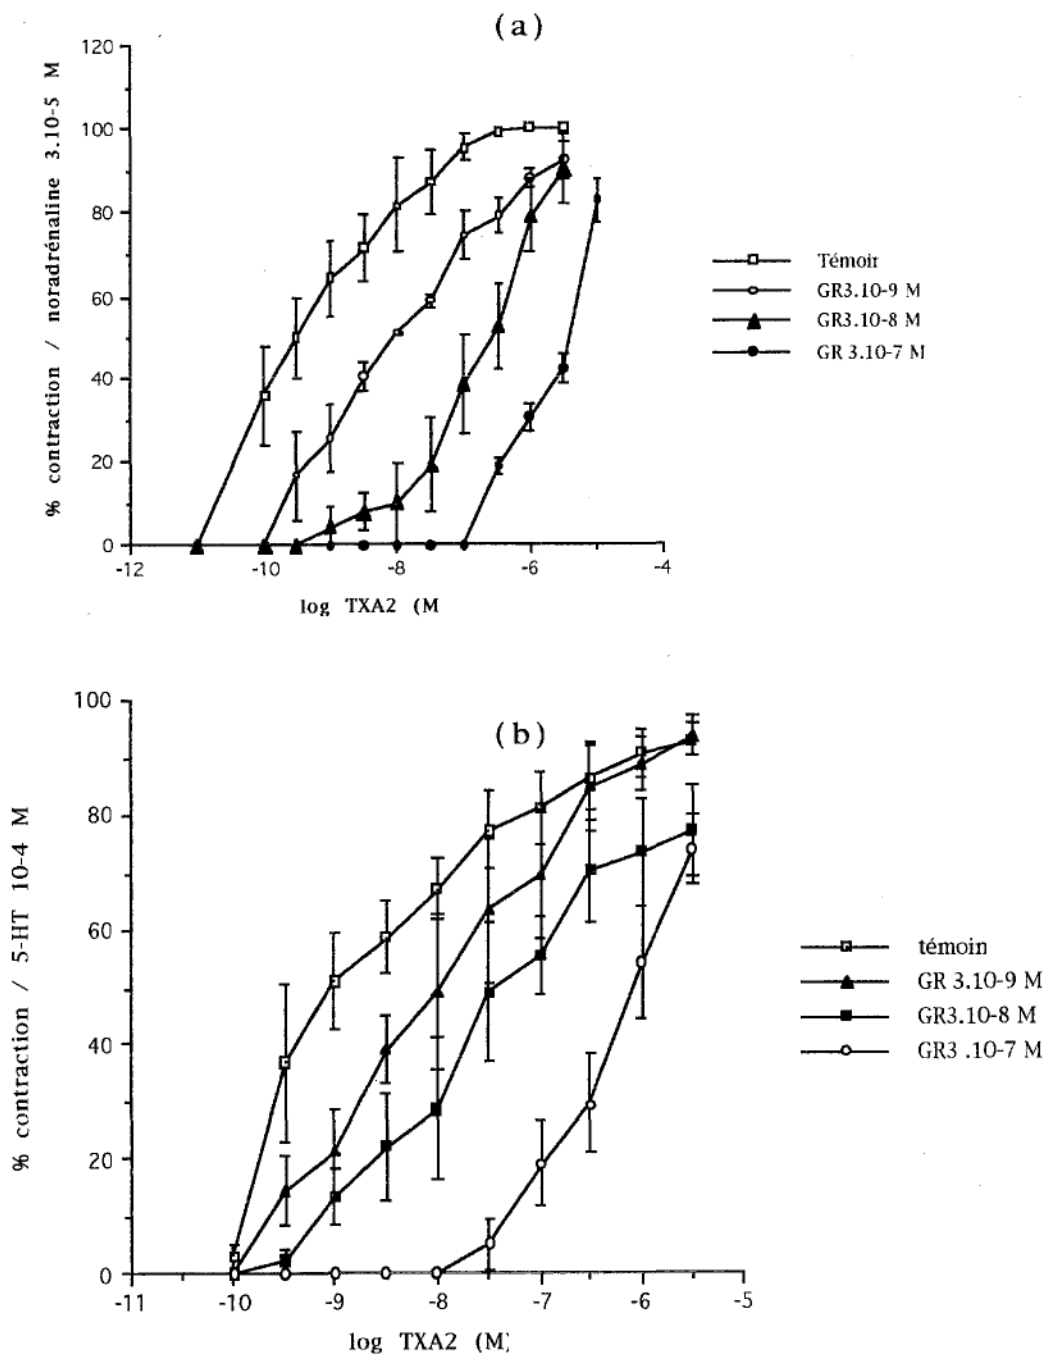 (a)
% contraction / noradrénaline 3.10-5 M
120
100
80
60
40
20
0
-12
-10
-8
-6
-4
log TXA2 (M
Témoin
GR3.10-9 M
GR3.10-8 M
GR 3.10-7 M
(b)
% contraction / 5-HT 10-4 M
100
80
60
40
20
0
-11
-10
-9
-8
-7
-6
-5
log TXA2 (M)
témoin
GR 3.10-9 M
GR3.10-8 M
GR3 .10-7 M